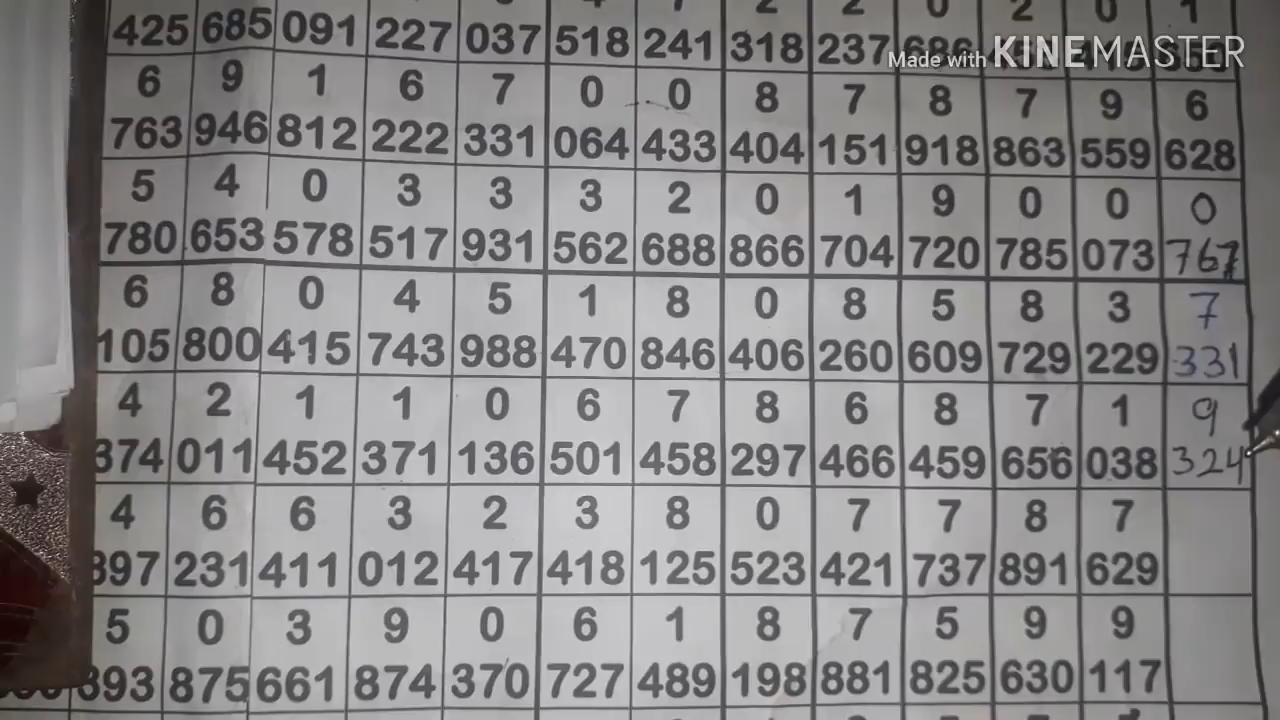 425 685 091 227 037 518 241 318 237
Made with KINEMASTER
6 9 1 6 7 0 0 8 7 8 7 9 6
763 946 812 222 331 064 433 404 151 918 863 559 628
5 4 0 3 3 3 2 0 1 9 0 0 0
780 653 578 517 931 562 688 866 704 720 785 073 767
6 8 0 4 5 1 8 0 8 5 8 3 7
105 800 415 743 988 470 846 406 260 609 729 229 331
4 2 1 1 0 6 7 8 6 8 7 1 9
374 011 452 371 136 501 458 297 466 459 656 038 324
4 6 6 3 2 3 8 0 7 7 8 7
897 231 411 012 417 418 125 523 421 737 891 629
5 0 3 9 0 6 1 8 7 5 9 9
893 875 661 874 370 727 489 198 881 825 630 117